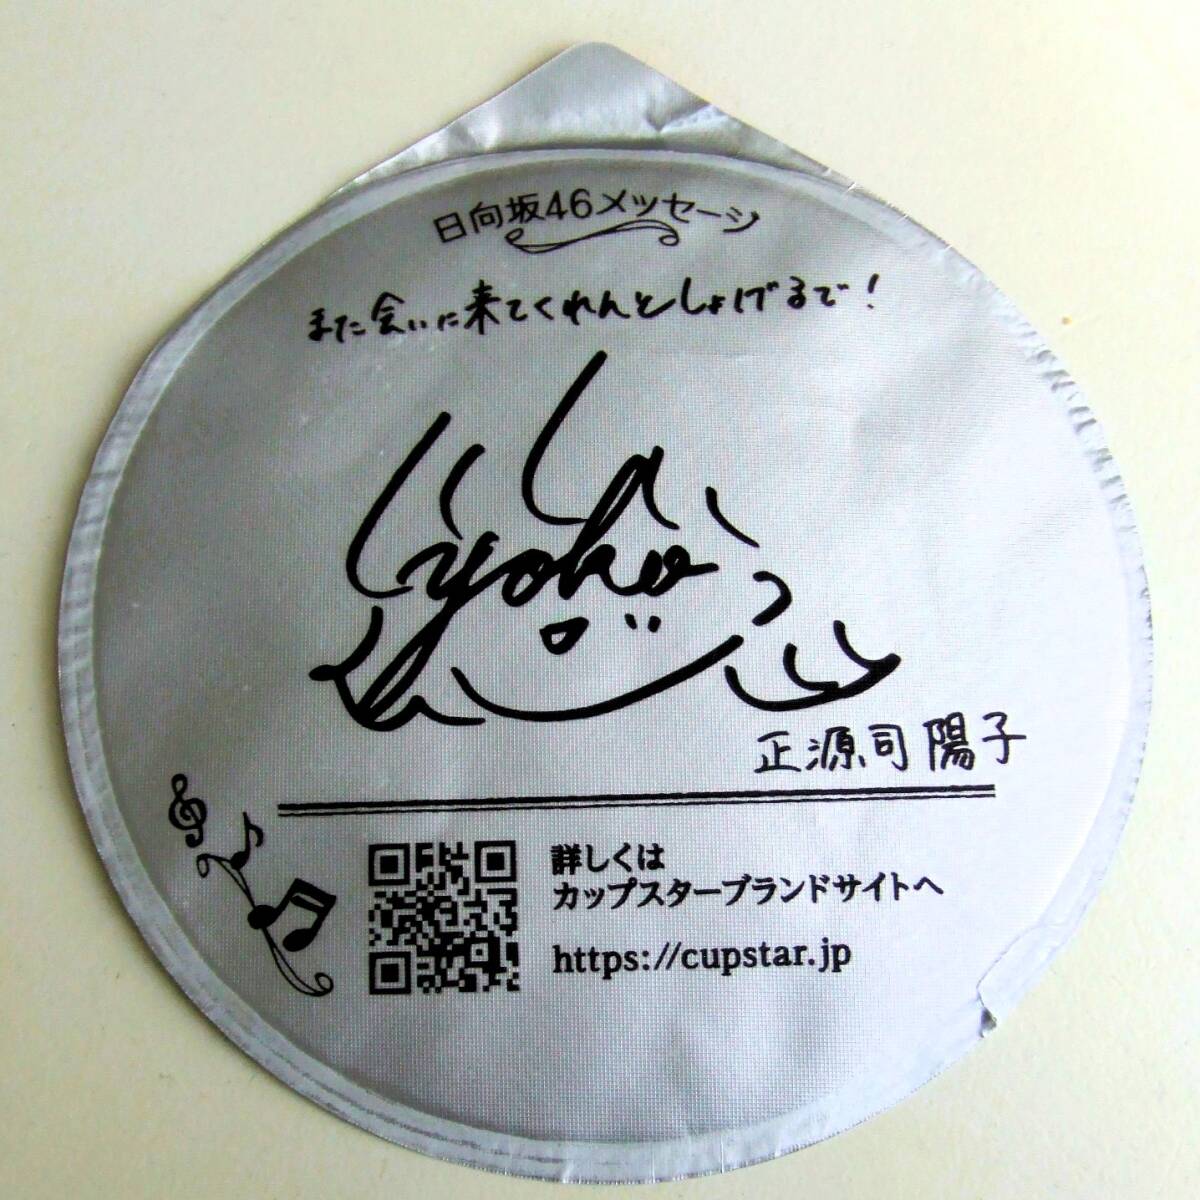 日向坂46メッセージ
また会いに来てくれんとしょげるで！
yoko
正源司 陽子
詳しくは
カップスターブランドサイトへ
https://cupstar.jp